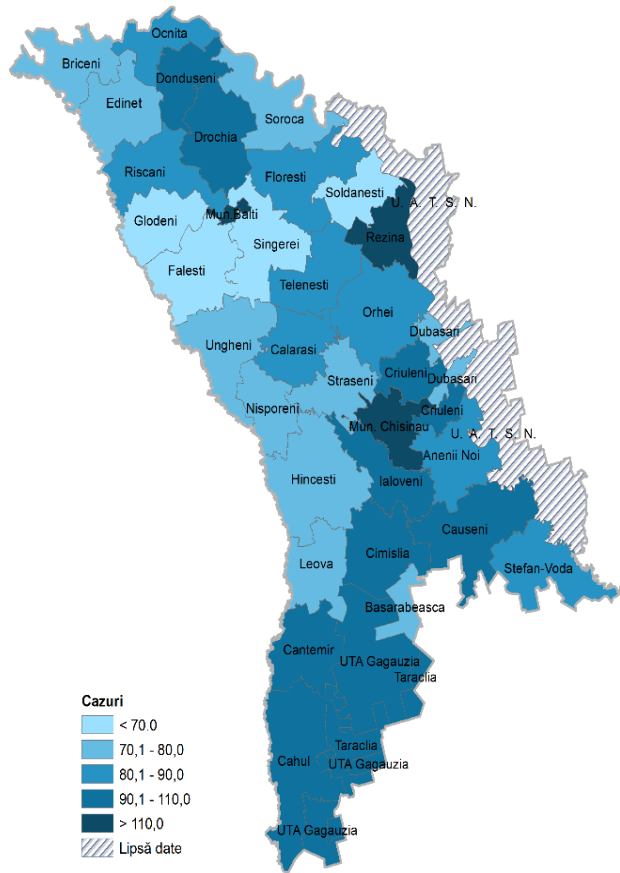 Ocnita
Briceni
Donduseni
Edinet
Soroca
Drochia
Riscani
Floresti
Soldanesti
U. A. T. S. N.
Glodeni
Mun.Balti
Rezina
Singerei
Falesti
Telenesti
Orhei
Dubasari
Ungheni
Calarasi
Straseni
Criuleni
Dubasari
Nisporeni
Criuleni
Mun. Chisinau
U. A. T. S. N.
Anenii Noi
Hincesti
Ialoveni
Causeni
Cimislia
Leova
Stefan-Voda
Basarabeasca
Cantemir
UTA Gagauzia
Taraclia
Cazuri
< 70.0
70,1 - 80,0
80,1 - 90,0
90,1 - 110,0
> 110,0
Lipsă date
Taraclia
Cahul
UTA Gagauzia
UTA Gagauzia